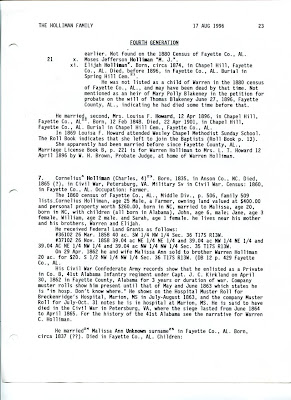 THE HOLLIMAN FAMILY 17 AUG 1996 23
FOURTH GENERATION
earlier. Not found on the 1880 Census of Fayette Co., AL.
21 x. Moses Jefferson Holliman "M. J.".
xi. Elijah Holliman. Born, circa 1874, in Chapel Hill, Fayette Co., AL. Died, before 1896, in Fayette Co., AL. Burial in Spring Hill Cem.
He was not listed as a child of Warren in the 1880 census of Fayette Co., AL., and may have been dead by that time. Not mentioned as an heir of Mary Polly Blakeney in the petition for probate on the will of Thomas Blakeney June 27, 1896, Fayette County, AL., indicating he had died some time before that.
He married, second, Mrs. Louisa F. Howard, 12 Apr 1896, in Chapel Hill, Fayette Co, AL. Born, 12 Feb 1848. Died, 22 Apr 1901, in Chapel Hill, Fayette Co., AL. Burial in Chapel Hill Cem., Fayette Co., AL.
In 1869 Louisa F. Howard attended Wesley Chapel Methodist Sunday School. The Roll Book indicates that she left to join the Baptists (Roll Book p. 13). She apparently had been married before since Fayette County, AL., Marriage License Book B, p. 221 is for Warren Holliman to Mrs. L. T. Howard 12 April 1896 by W. H. Brown, Probate Judge, at home of Warren Holliman.
7. Cornelius Holliman (Charles, 4). Born, 1835, in Anson Co., NC. Died, 1865 (?), in Civil War, Petersburg, VA. Military Sv in Civil War. Census: 1860, in Fayette Co., AL. Occupation: Farmer.
The 1860 census of Fayette Co., AL, Middle Div., p. 506, Family 509 lists Cornelius Holliman, age 25 Male, a Farmer, owning land valued at $400.00 and personal property worth $260.00, born in NC, married to Malissa, age 20, born in NC, with children (all born in Alabama), John, age 6, male; Jane, age 3 female, William, age 2 male, and Sarah, age 1 female. He lives near his mother and his brothers, Warren and Elijah.
He received Federal Land Grants as follows:
#36102 26 Mar. 1858 40 ac SW 1/4 NW 1/4 Sec. 36 T17S R13W.
#37102 26 Nov. 1858 39.04 ac NE 1/4 NE 1/4 and 39.04 ac NW 1/4 NE 1/4 and 39.04 AC NE 1/4 NW 1/4 and 39.04 ac NW 1/4 NW 1/4 Sec. 36 T17S R13W.
On 29 Apr 1862 he and wife Malissa Ann sold to brother Warren Holliman 20 ac. for $20. S 1/2 NW 1/4 NW 1/4 Sec. 36 T17S R13W, (DB 12 p. 429 Fayette Co., AL.
His Civil War Confederate Army records show that he enlisted as a Private in Co. B, 41st Alabama Infantry regiment under Capt. J. C. Kirkland on April 30, 1862 in Fayette County, Alabama for 3 years or duration of war. Company muster rolls show him present until that of May and June 1863 which states he is "in hosp. Don't know where." He shows on the Hospital Muster Roll for Breckenridge's Hospital, Marion, MS in July-August 1863, and the company Muster Roll for July-Oct. 31 notes he is in hospital at Marion, MS. He is said to have died in the Civil War in Petersburg, VA, where the siege lasted from June 1864 to April 1865. For the history of the 41st Alabama see the narrative for Warren C. Holliman.
He married Malissa Ann Unknown surname in Fayette Co., AL. Born, circa 1837 (??). Died in Fayette Co., AL. Children: